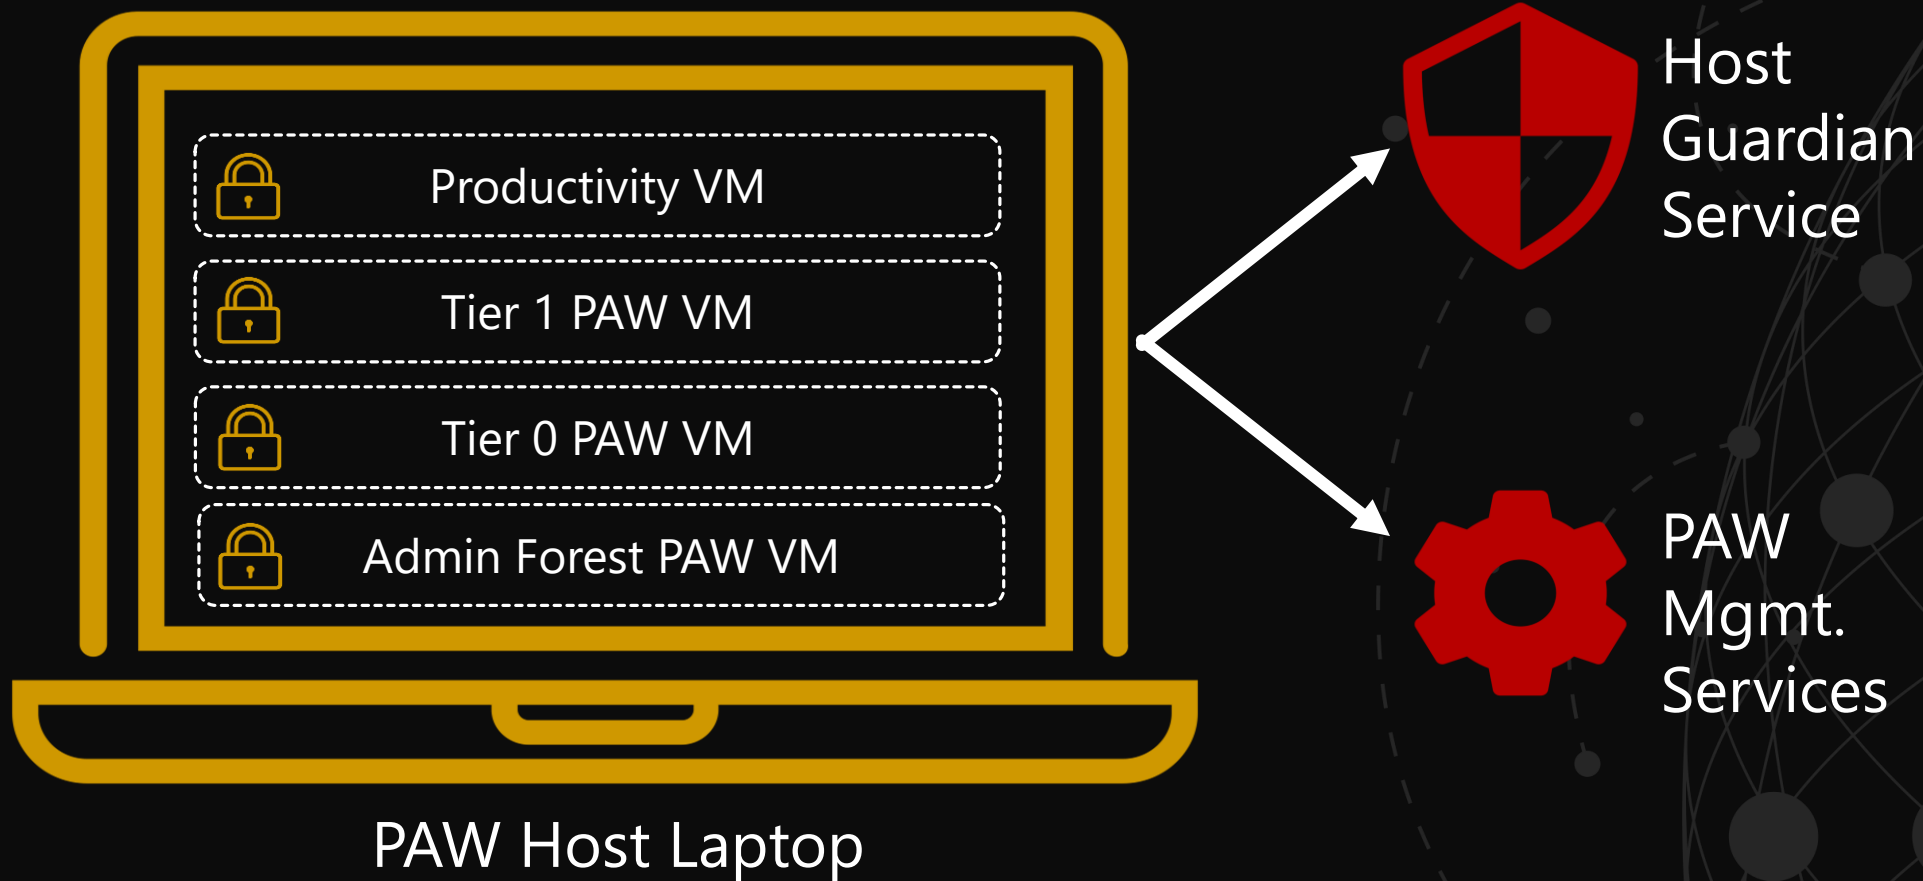 Productivity VM
Tier 1 PAW VM
Tier 0 PAW VM
Admin Forest PAW VM
PAW Host Laptop
Host
Guardian
Service
PAW
Mgmt.
Services